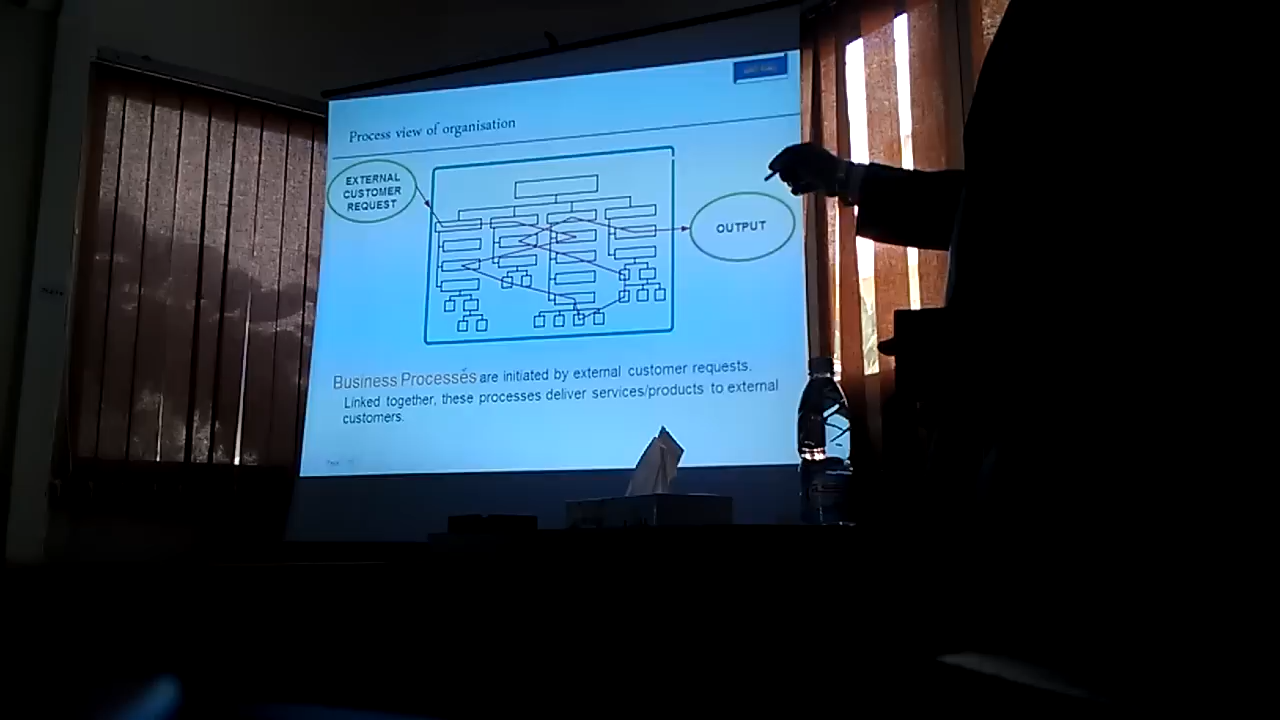 Process view of organisation
EXTERNAL
CUSTOMER
REQUEST
OUTPUT
Business Processes are initiated by external customer requests.
Linked together, these processes deliver services/products to external
customers.